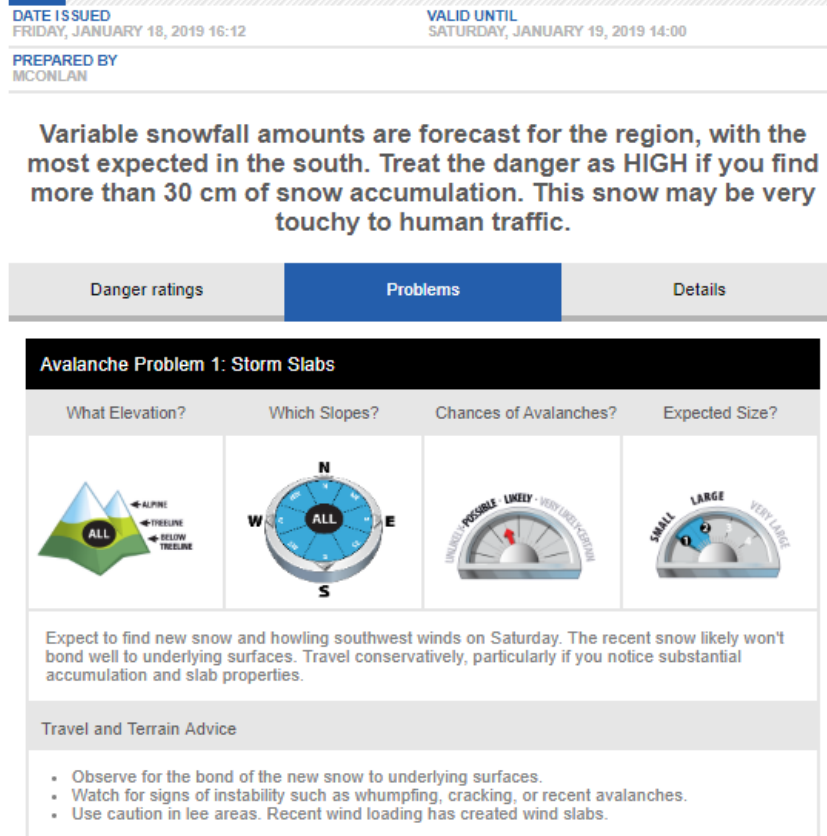 DATE ISSUED
FRIDAY, JANUARY 18, 2019 16:12
VALID UNTIL
SATURDAY, JANUARY 19, 2019 14:00
PREPARED BY
MCONLAN
Variable snowfall amounts are forecast for the region, with the
most expected in the south. Treat the danger as HIGH if you find
more than 30 cm of snow accumulation. This snow may be very
touchy to human traffic.
Danger ratings
Problems
Details
Avalanche Problem 1: Storm Slabs
What Elevation?
Which Slopes?
Chances of Avalanches?
Expected Size?
ALPINE
TREELINE
BELOW
TREELINE
ALL
N
W
ALL
E
S
UNLIKELY · POSSIBLE · LIKELY · VERY LIKELY · CERTAIN
SMALL
LARGE
VERY LARGE
1
2
3
4
Expect to find new snow and howling southwest winds on Saturday. The recent snow likely won't
bond well to underlying surfaces. Travel conservatively, particularly if you notice substantial
accumulation and slab properties.
Travel and Terrain Advice
• Observe for the bond of the new snow to underlying surfaces.
• Watch for signs of instability such as whumpfing, cracking, or recent avalanches.
• Use caution in lee areas. Recent wind loading has created wind slabs.